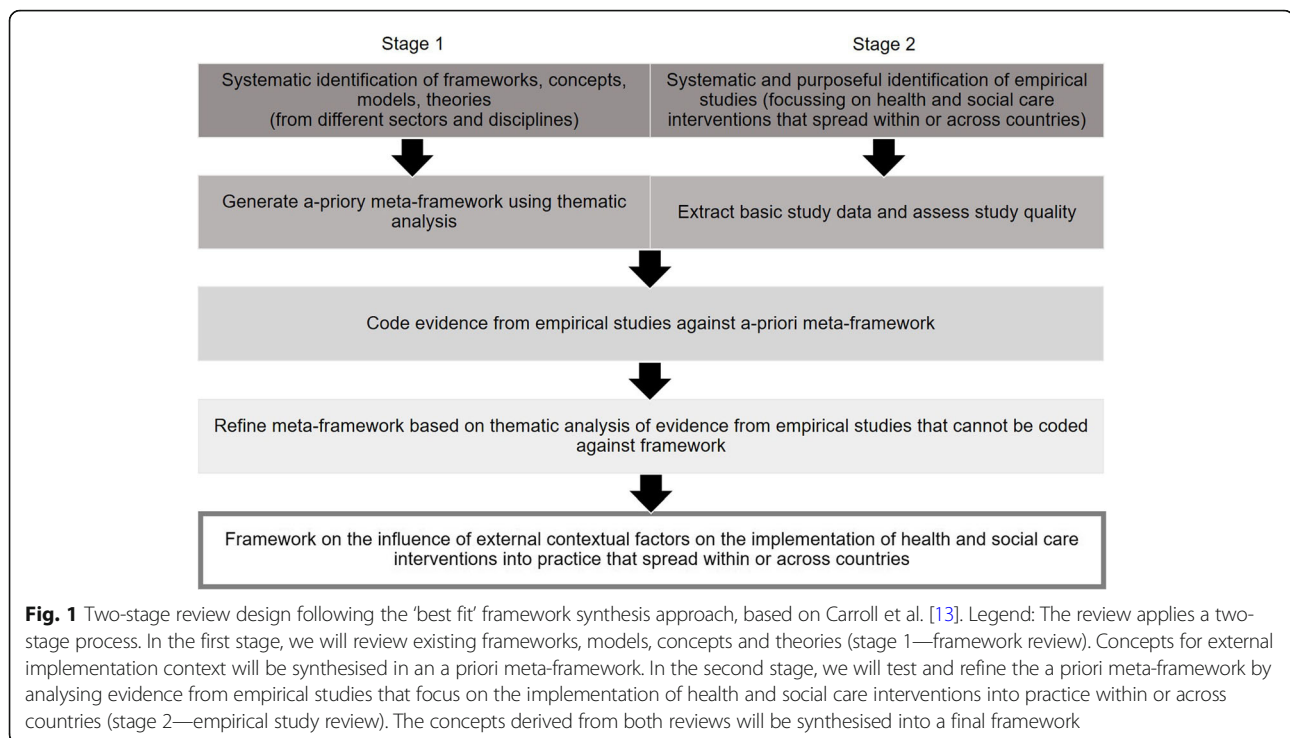 Stage 1
Stage 2
Systematic identification of frameworks, concepts,
models, theories
(from different sectors and disciplines)
Systematic and purposeful identification of empirical
studies (focussing on health and social care
interventions that spread within or across countries)
Generate a-priory meta-framework using thematic
analysis
Extract basic study data and assess study quality
Code evidence from empirical studies against a-priori meta-framework
Refine meta-framework based on thematic analysis of evidence from empirical studies that cannot be coded
against framework
Framework on the influence of external contextual factors on the implementation of health and social care
interventions into practice that spread within or across countries
Fig. 1 Two-stage review design following the ‘best fit’ framework synthesis approach, based on Carroll et al. [13]. Legend: The review applies a two-
stage process. In the first stage, we will review existing frameworks, models, concepts and theories (stage 1—framework review). Concepts for external
implementation context will be synthesised in an a priori meta-framework. In the second stage, we will test and refine the a priori meta-framework by
analysing evidence from empirical studies that focus on the implementation of health and social care interventions into practice within or across
countries (stage 2—empirical study review). The concepts derived from both reviews will be synthesised into a final framework